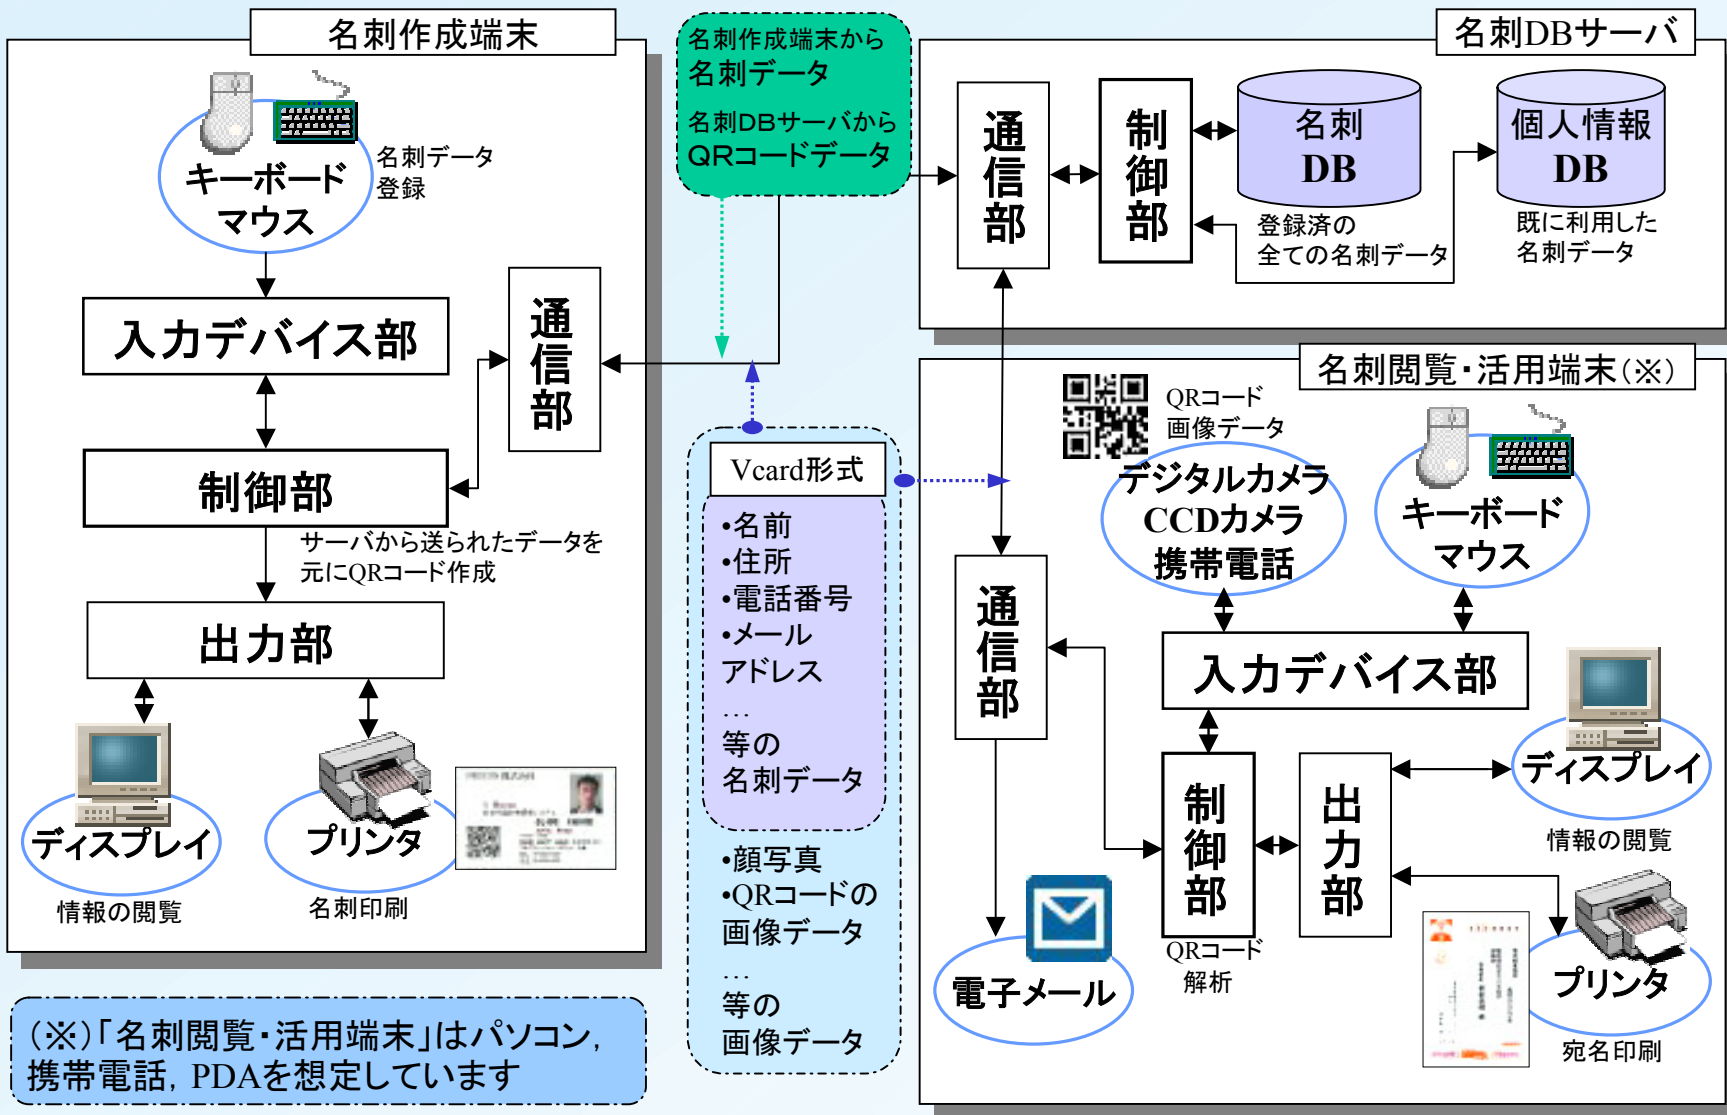 名刺作成端末
キーボード
マウス
名刺データ
登録
入力デバイス部
通信部
制御部
サーバから送られたデータを
元にQRコード作成
出力部
ディスプレイ
情報の閲覧
プリンタ
名刺印刷
(※)「名刺閲覧・活用端末」はパソコン,
携帯電話, PDAを想定しています
名刺作成端末から
名刺データ
名刺DBサーバから
QRコードデータ
Vcard形式
•名前
•住所
•電話番号
•メール
アドレス
…
等の
名刺データ
•顔写真
•QRコードの
画像データ
…
等の
画像データ
名刺DBサーバ
通信部
制御部
名刺
DB
登録済の
全ての名刺データ
個人情報
DB
既に利用した
名刺データ
名刺閲覧・活用端末(※)
QRコード
画像データ
デジタルカメラ
CCDカメラ
携帯電話
キーボード
マウス
通信部
入力デバイス部
制御部
QRコード
解析
出力部
ディスプレイ
情報の閲覧
プリンタ
宛名印刷
電子メール